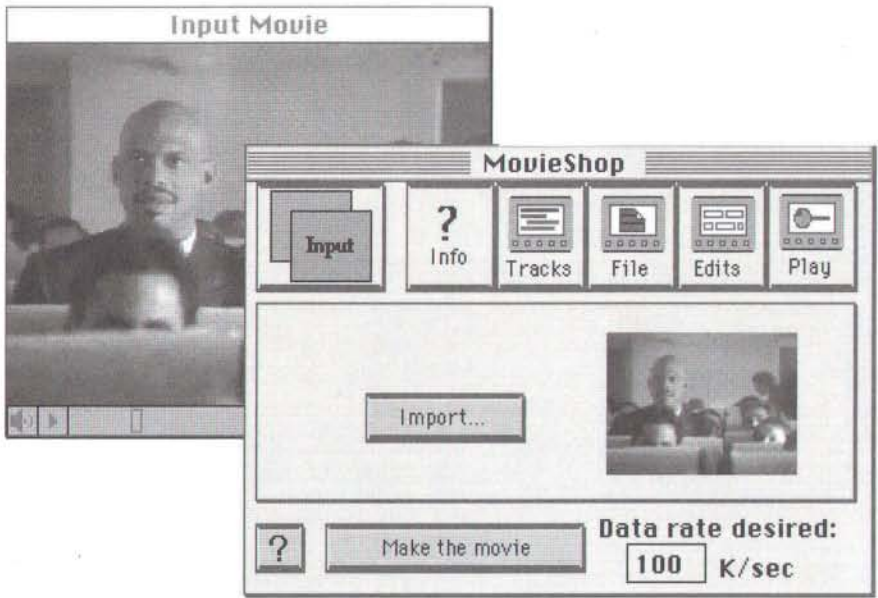 Input Movie
MovieShop
Input
?
Info
Tracks
File
Edits
Play
Import...
?
Make the movie
Data rate desired:
100 K/sec